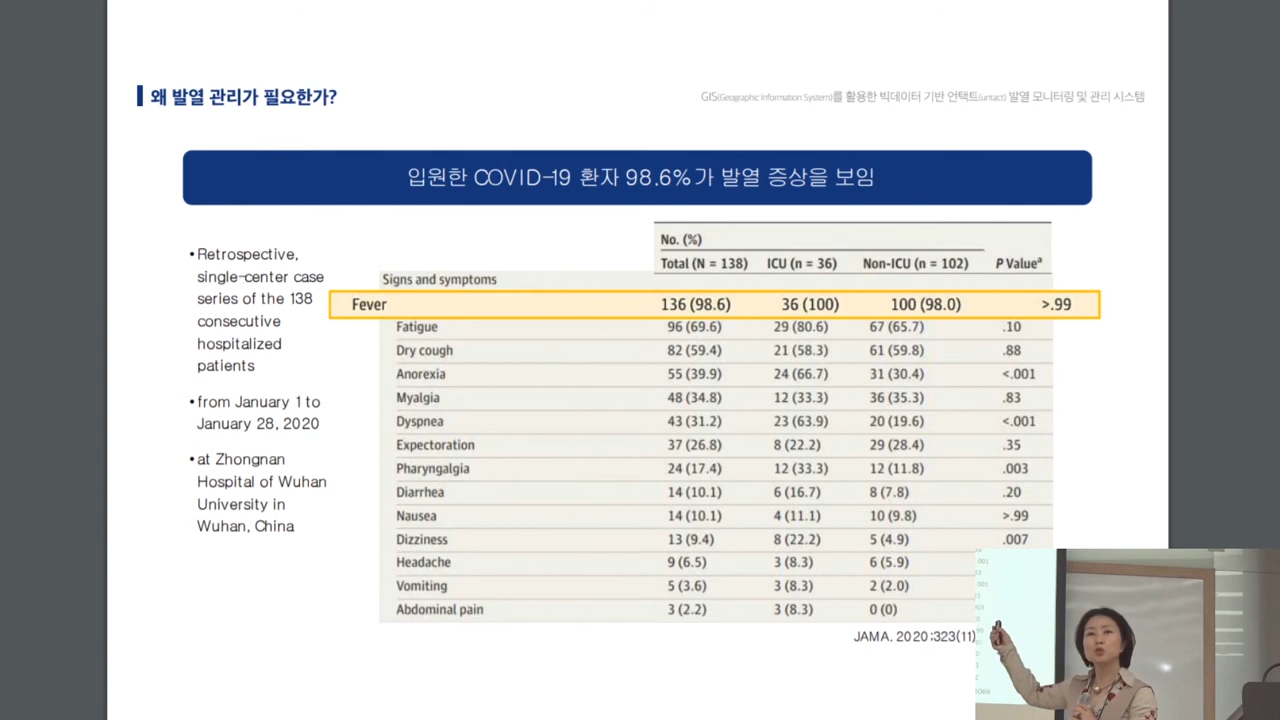 왜 발열 관리가 필요한가?
GIS(Geographic Information System)를 활용한 빅데이터 기반 언택트(untact) 발열 모니터링 및 관리 시스템
입원한 COVID-19 환자 98.6%가 발열 증상을 보임
•Retrospective,
single-center case
series of the 138
consecutive
hospitalized
patients
•from January 1 to
January 28, 2020
•at Zhongnan
Hospital of Wuhan
University in
Wuhan, China
No. (%)
Total (N = 138) ICU (n = 36) Non-ICU (n = 102) P Valueᵃ
Signs and symptoms
Fever 136 (98.6) 36 (100) 100 (98.0) >.99
Fatigue 96 (69.6) 29 (80.6) 67 (65.7) .10
Dry cough 82 (59.4) 21 (58.3) 61 (59.8) .88
Anorexia 55 (39.9) 24 (66.7) 31 (30.4) <.001
Myalgia 48 (34.8) 12 (33.3) 36 (35.3) .83
Dyspnea 43 (31.2) 23 (63.9) 20 (19.6) <.001
Expectoration 37 (26.8) 8 (22.2) 29 (28.4) .35
Pharyngalgia 24 (17.4) 12 (33.3) 12 (11.8) .003
Diarrhea 14 (10.1) 6 (16.7) 8 (7.8) .20
Nausea 14 (10.1) 4 (11.1) 10 (9.8) >.99
Dizziness 13 (9.4) 8 (22.2) 5 (4.9) .007
Headache 9 (6.5) 3 (8.3) 6 (5.9)
Vomiting 5 (3.6) 3 (8.3) 2 (2.0)
Abdominal pain 3 (2.2) 3 (8.3) 0 (0)
JAMA. 2020;323(11)